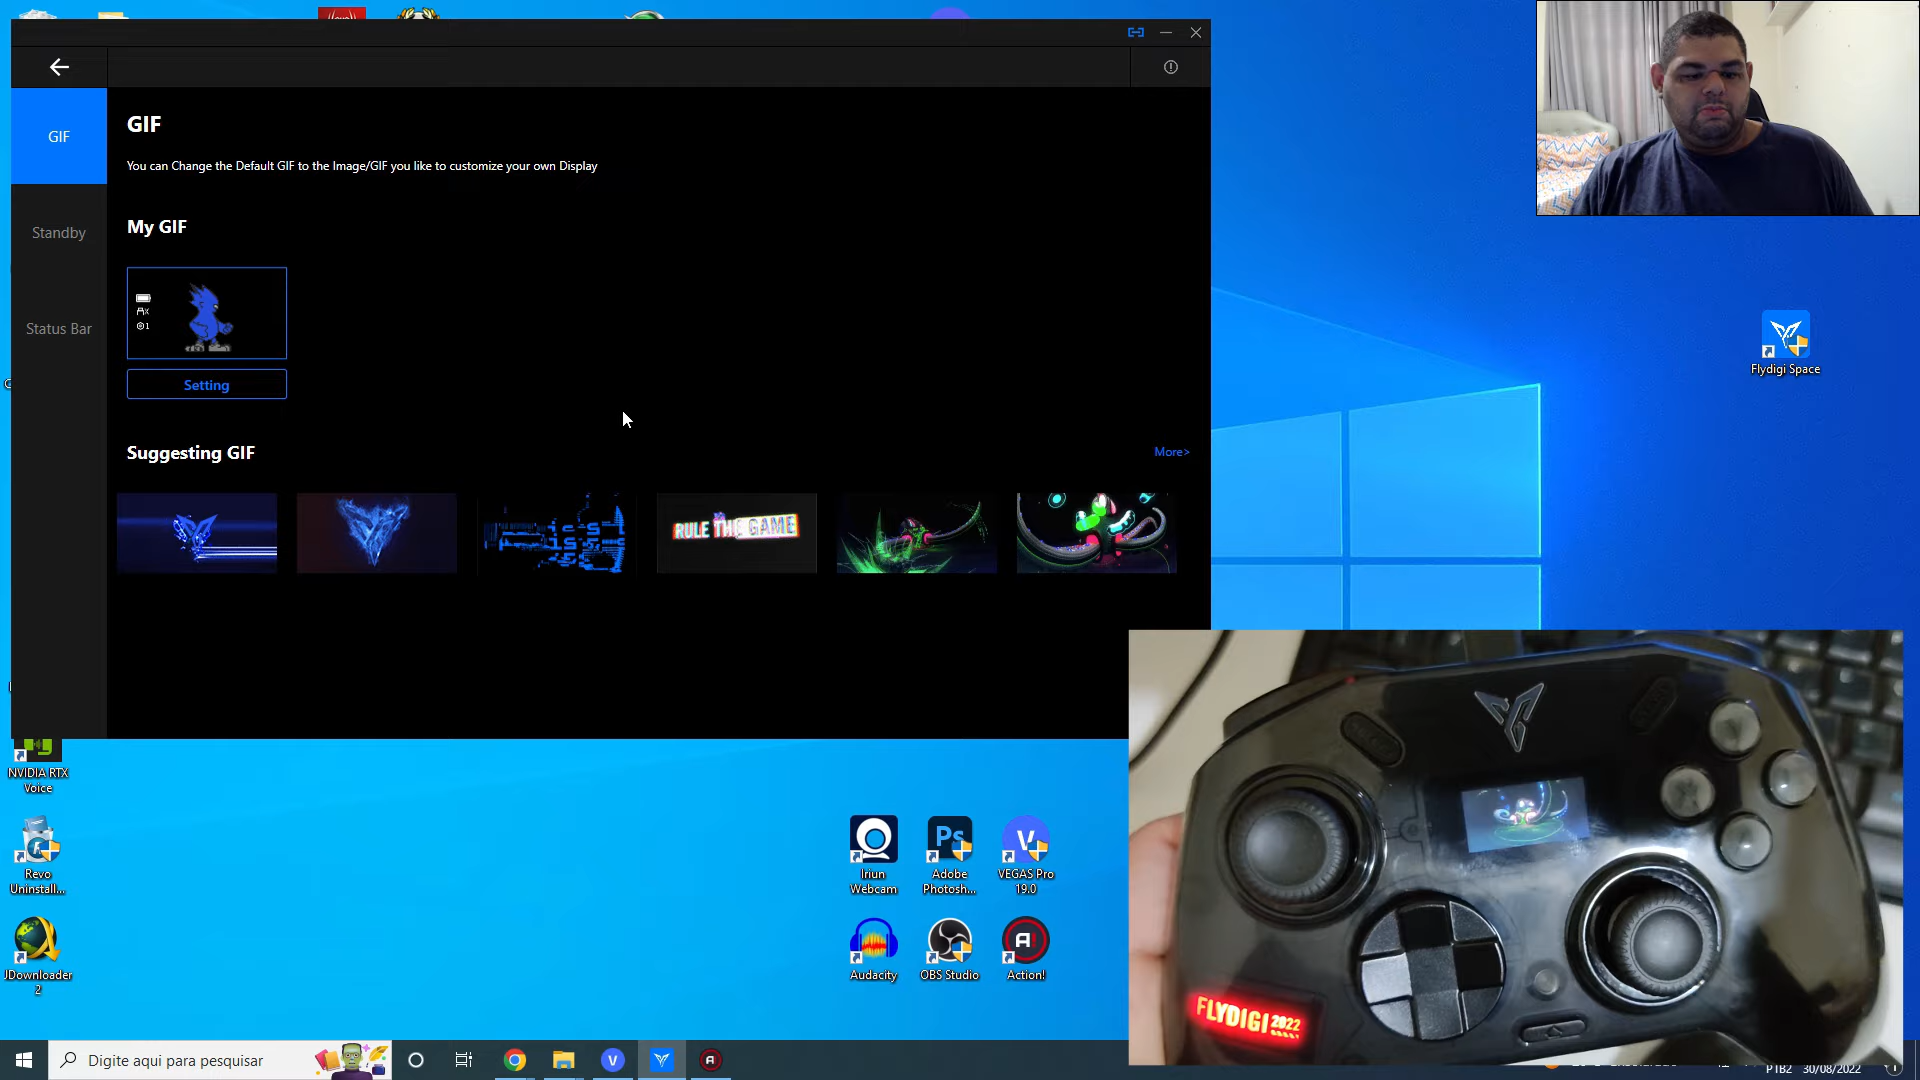 GIF
GIF
You can Change the Default GIF to the Image/GIF you like to customize your own Display
Standby
My GIF
1
Status Bar
Setting
Suggesting GIF
More>
RULE THE GAME
Flydigi Space
NVIDIA RTX
Voice
Revo
Uninstall...
JDownloader
2
Iriun
Webcam
Ps
Adobe
Photosh...
V
VEGAS Pro
19.0
Audacity
OBS Studio
A!
Action!
FLYDIGI 2022
Digite aqui para pesquisar
PTB2
30/08/2022